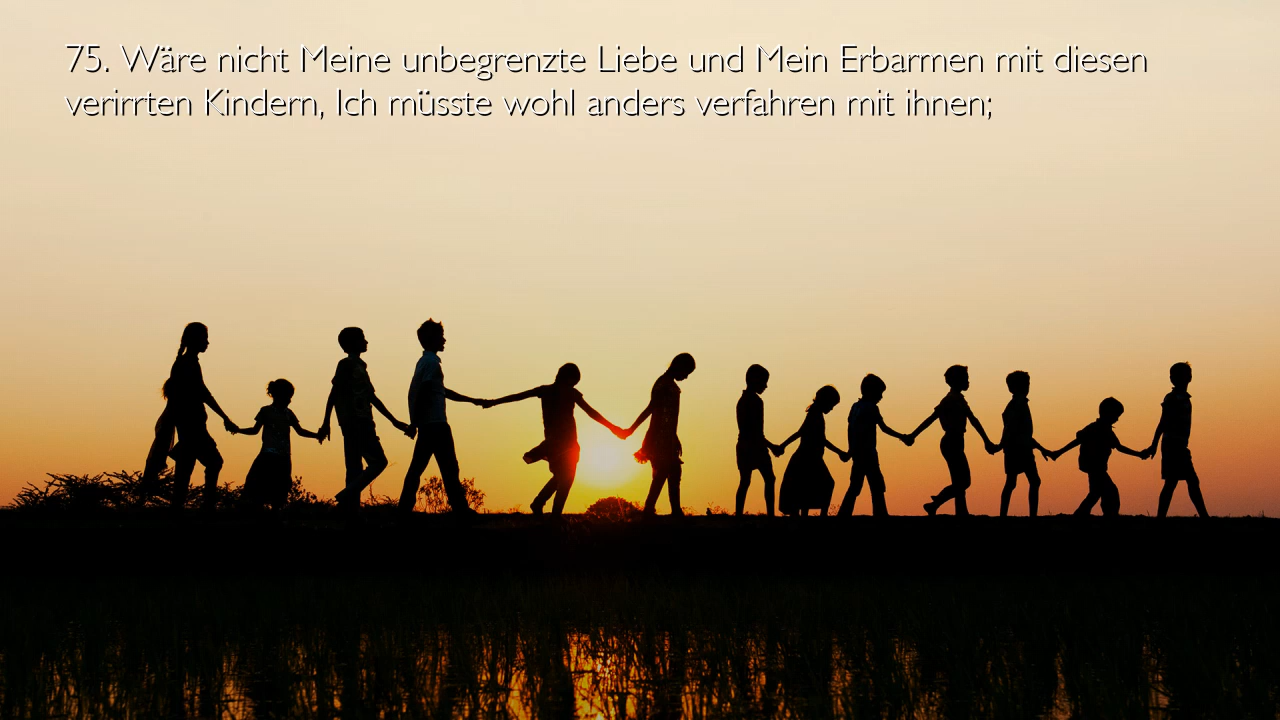 75. Wäre nicht Meine unbegrenzte Liebe und Mein Erbarmen mit diesen
verirrten Kindern, Ich müsste wohl anders verfahren mit ihnen;